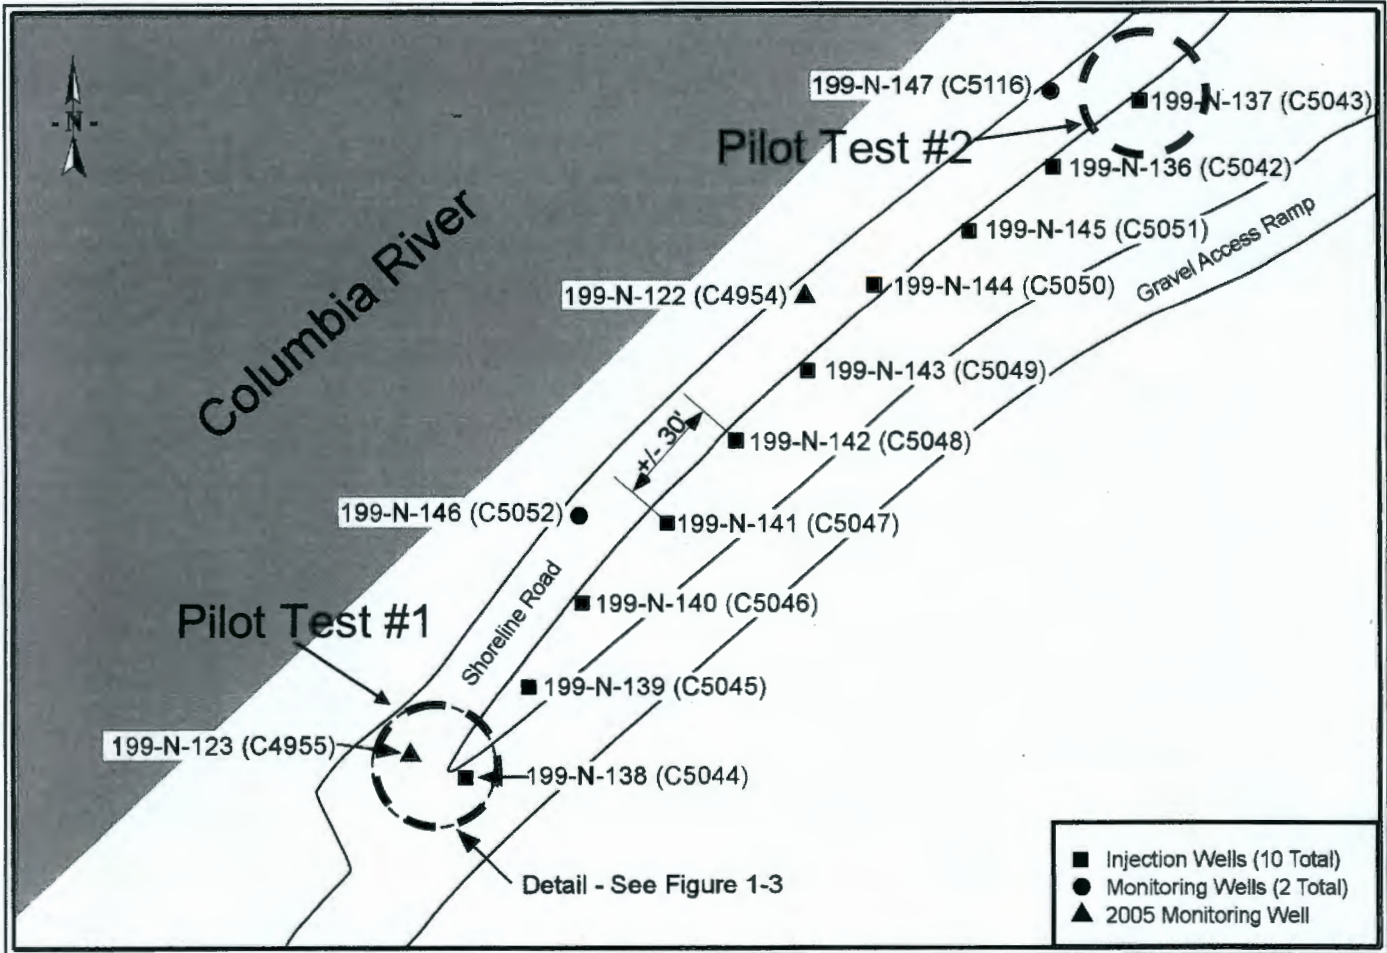 - N -
199-N-147 (C5116)
199-N-137 (C5043)
Pilot Test #2
199-N-136 (C5042)
Columbia River
199-N-145 (C5051)
Gravel Access Ramp
199-N-122 (C4954)
199-N-144 (C5050)
199-N-143 (C5049)
+/- 30'
199-N-142 (C5048)
199-N-146 (C5052)
199-N-141 (C5047)
Shoreline Road
199-N-140 (C5046)
Pilot Test #1
199-N-139 (C5045)
199-N-123 (C4955)
199-N-138 (C5044)
Detail - See Figure 1-3
Injection Wells (10 Total)
Monitoring Wells (2 Total)
2005 Monitoring Well